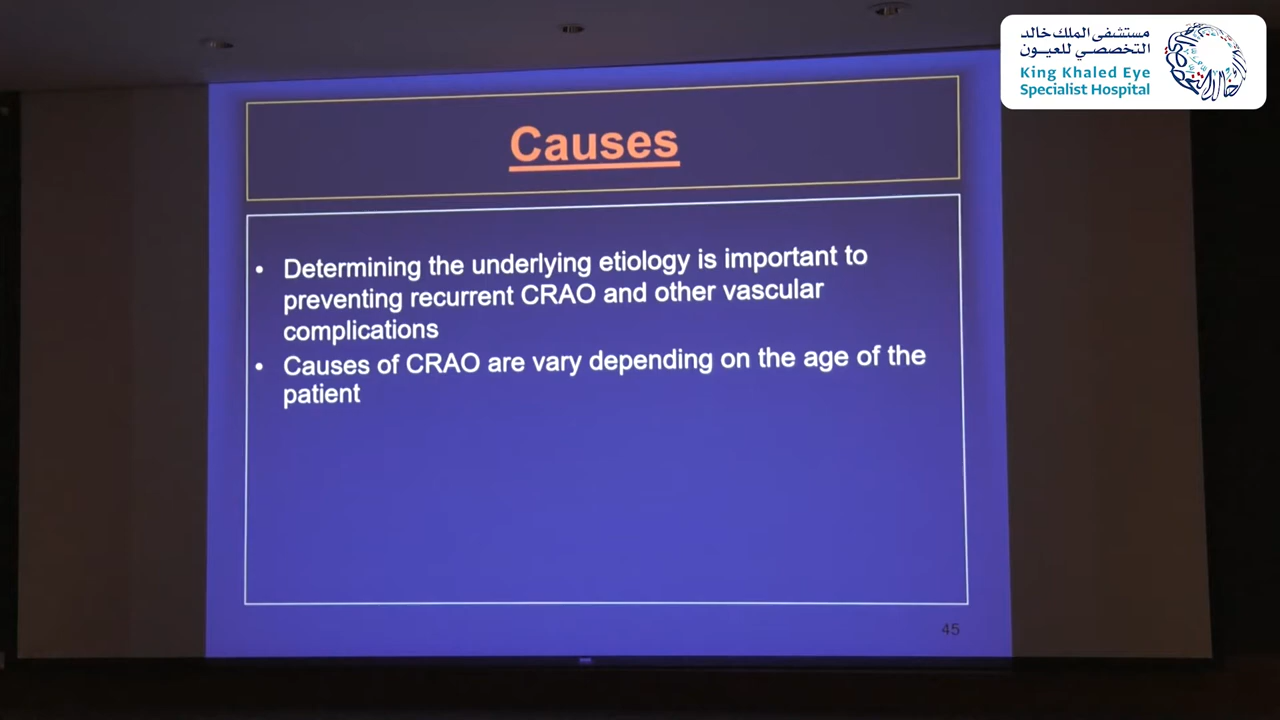 مستشفى الملك خالد
التخصصي للعيون
King Khaled Eye
Specialist Hospital
Causes
• Determining the underlying etiology is important to
preventing recurrent CRAO and other vascular
complications
• Causes of CRAO are vary depending on the age of the
patient
45